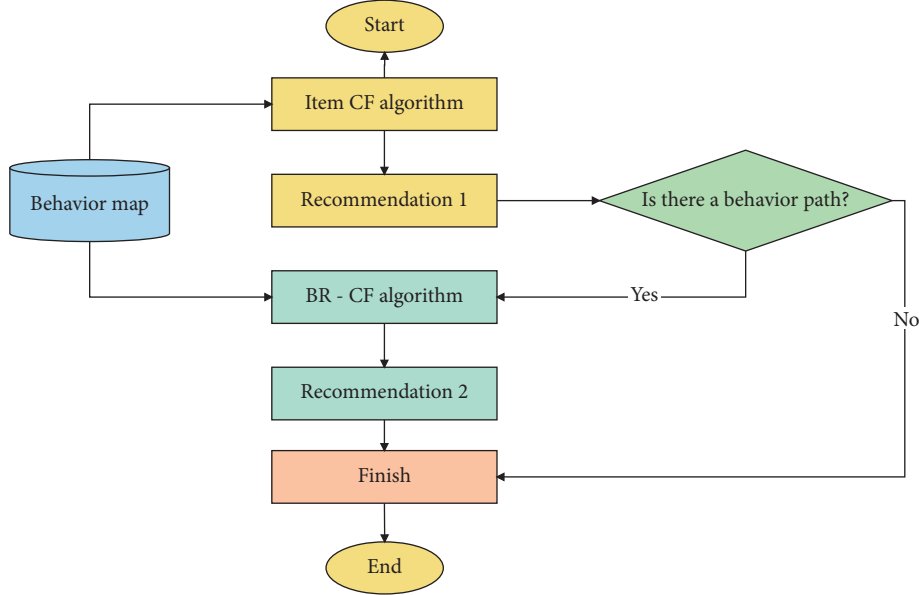 Start
Item CF algorithm
Behavior map
Recommendation 1
Is there a behavior path?
BR - CF algorithm
Yes
No
Recommendation 2
Finish
End